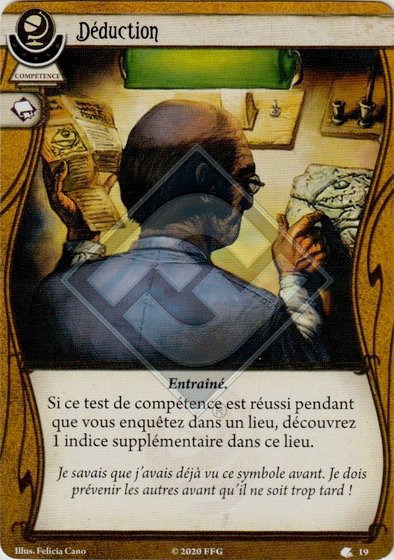 Déduction
COMPÉTENCE
Entraîné.
Si ce test de compétence est réussi pendant
que vous enquêtez dans un lieu, découvrez
1 indice supplémentaire dans ce lieu.
Je savais que j'avais déjà vu ce symbole avant. Je dois
prévenir les autres avant qu'il ne soit trop tard !
Illus. Felicia Cano © 2020 FFG 19